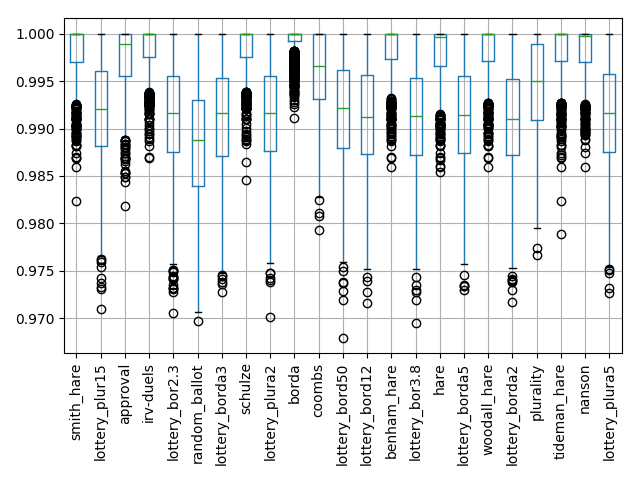 1.000
0.995
0.990
0.985
0.980
0.975
0.970
smith_hare
lottery_plur15
approval
irv-duels
lottery_bor2.3
random_ballot
lottery_borda3
schulze
lottery_plura2
borda
coombs
lottery_bord50
lottery_bord12
benham_hare
lottery_bor3.8
hare
lottery_borda5
woodall_hare
lottery_borda2
plurality
tideman_hare
nanson
lottery_plura5